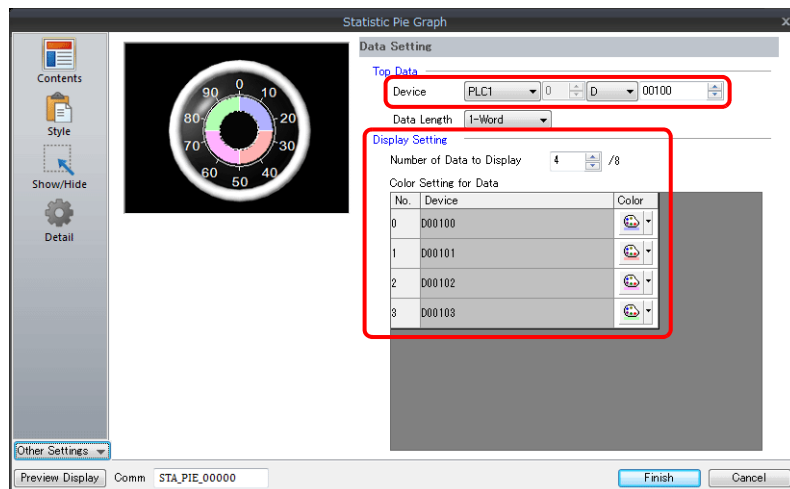 Statistic Pie Graph
x
Contents
Style
Show/Hide
Detail
Other Settings
0
10
20
30
40
50
60
70
80
90
Data Setting
Top Data
Device PLC1 0 D 00100
Data Length 1-Word
Display Setting
Number of Data to Display 4 /8
Color Setting for Data
No. Device Color
0 D00100
1 D00101
2 D00102
3 D00103
Preview Display Comm STA_PIE_00000 Finish Cancel